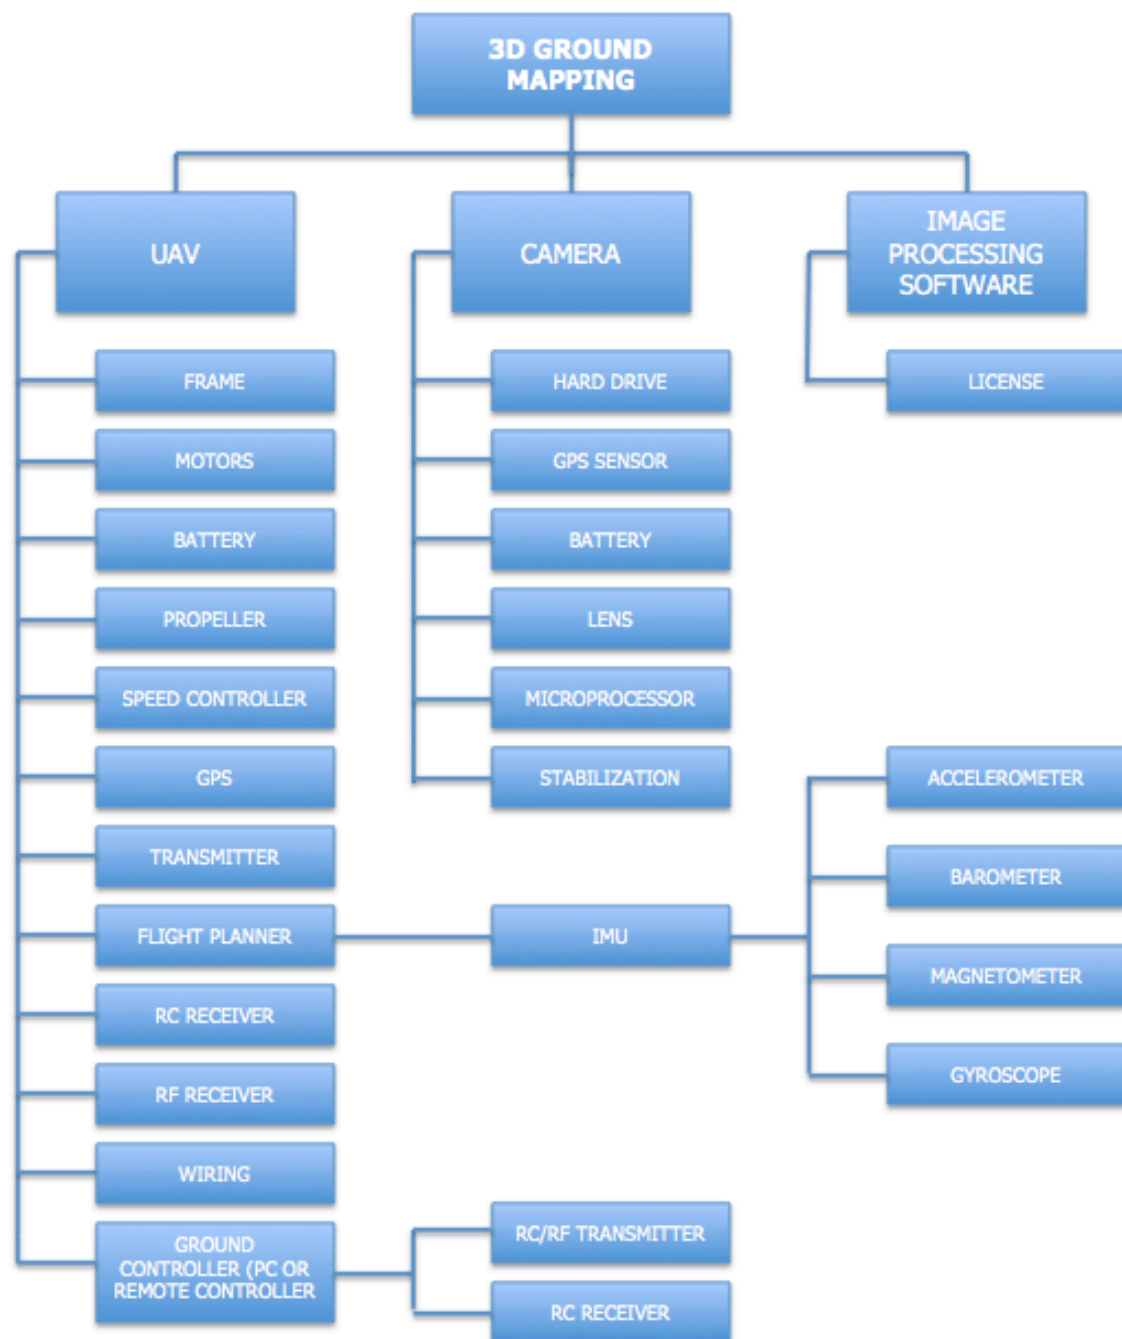 3D GROUND
MAPPING
UAV
CAMERA
IMAGE
PROCESSING
SOFTWARE
FRAME
MOTORS
BATTERY
PROPELLER
SPEED CONTROLLER
GPS
TRANSMITTER
FLIGHT PLANNER
RC RECEIVER
RF RECEIVER
WIRING
GROUND
CONTROLLER (PC OR
REMOTE CONTROLLER
HARD DRIVE
GPS SENSOR
BATTERY
LENS
MICROPROCESSOR
STABILIZATION
IMU
RC/RF TRANSMITTER
RC RECEIVER
LICENSE
ACCELEROMETER
BAROMETER
MAGNETOMETER
GYROSCOPE